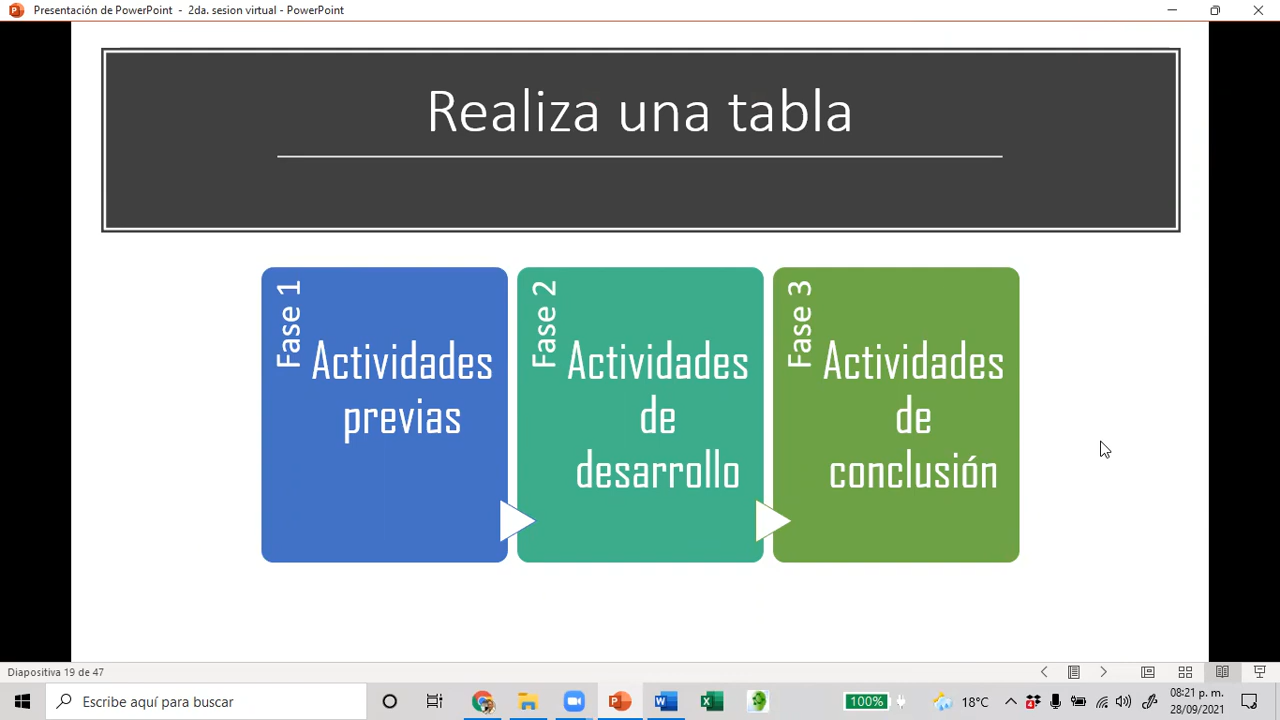 Presentación de PowerPoint - 2da. sesion virtual - PowerPoint
Realiza una tabla
Fase 1
Actividades
previas
Fase 2
Actividades
de
desarrollo
Fase 3
Actividades
de
conclusión
Diapositiva 19 de 47
Escribe aquí para buscar
100%
18°C
4
08:21 p. m.
28/09/2021